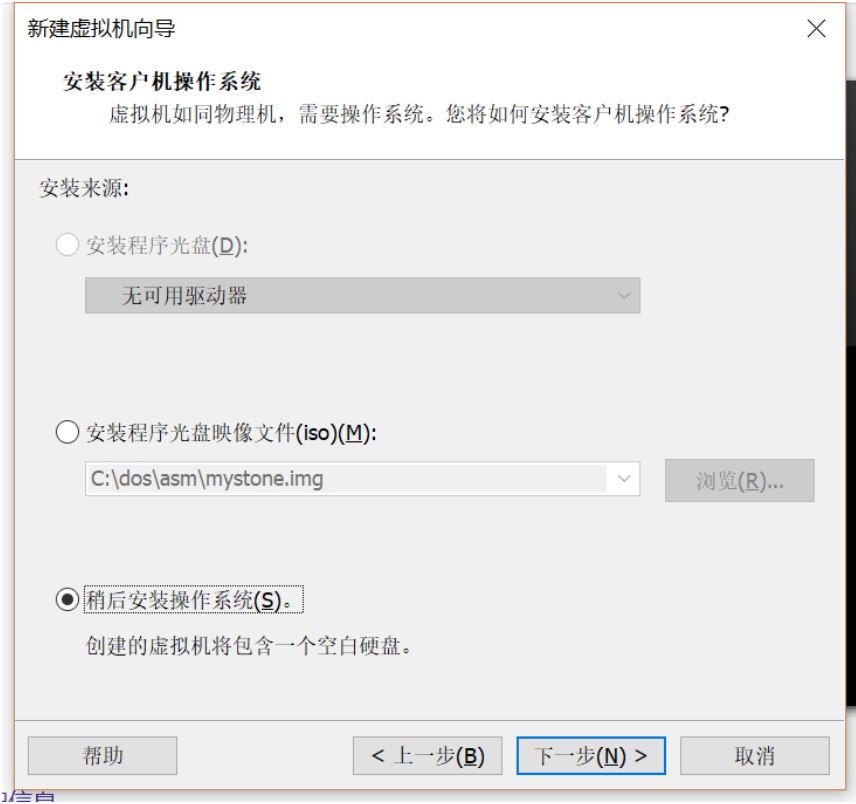 新建虚拟机向导
安装客户机操作系统
虚拟机如同物理机，需要操作系统。您将如何安装客户机操作系统?
安装来源:
安装程序光盘(D):
无可用驱动器
安装程序光盘映像文件(iso)(M):
C:\dos\asm\mystone.img
浏览(R)...
稍后安装操作系统(S)。
创建的虚拟机将包含一个空白硬盘。
帮助
< 上一步(B)
下一步(N) >
取消
信息